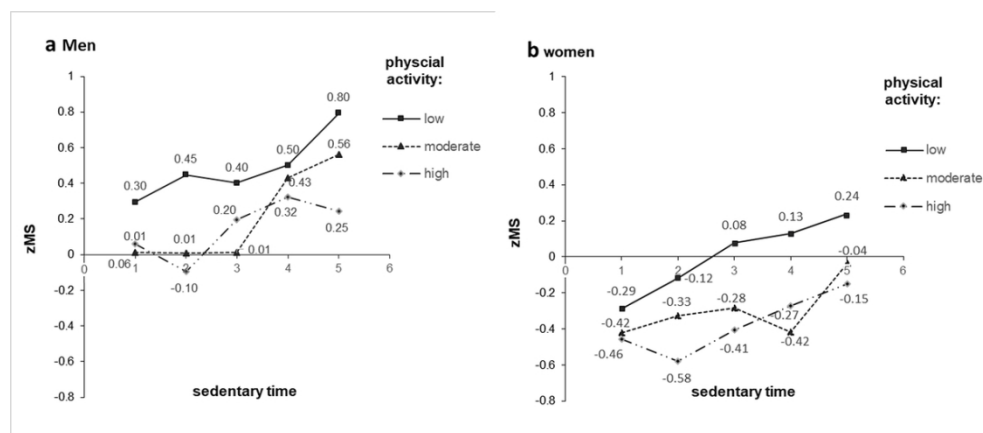 a Men
physcial
activity:
low
moderate
high
zMS
1
0.8
0.6
0.4
0.2
0
-0.2
-0.4
-0.6
-0.8
0 1 2 3 4 5 6
0.30
0.45
0.40
0.50
0.80
0.01
0.01
0.01
0.43
0.56
0.06
-0.10
0.20
0.32
0.25
sedentary time
b women
physical
activity:
low
moderate
high
zMS
1
0.8
0.6
0.4
0.2
0
-0.2
-0.4
-0.6
-0.8
0 1 2 3 4 5 6
-0.29
-0.12
0.08
0.13
0.24
-0.42
-0.33
-0.28
-0.42
-0.04
-0.46
-0.58
-0.41
-0.27
-0.15
sedentary time